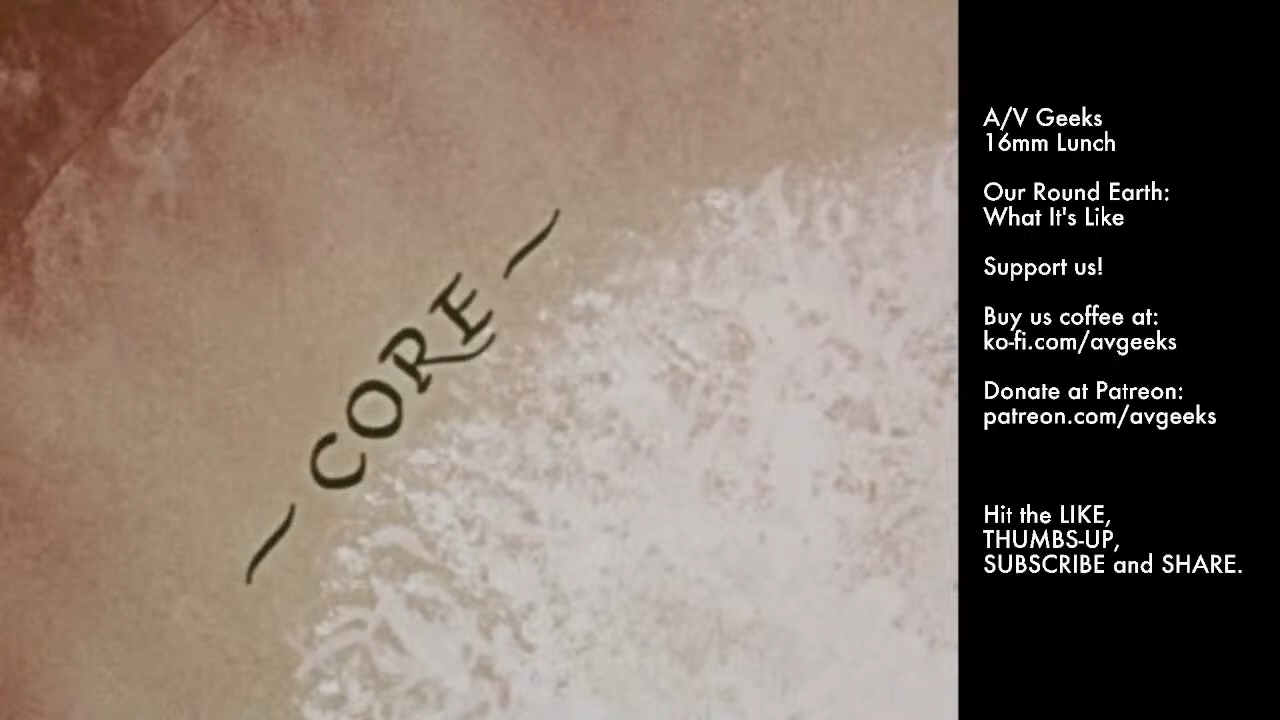 ~ CORE ~
A/V Geeks
16mm Lunch
Our Round Earth:
What It's Like
Support us!
Buy us coffee at:
ko-fi.com/avgeeks
Donate at Patreon:
patreon.com/avgeeks
Hit the LIKE,
THUMBS-UP,
SUBSCRIBE and SHARE.